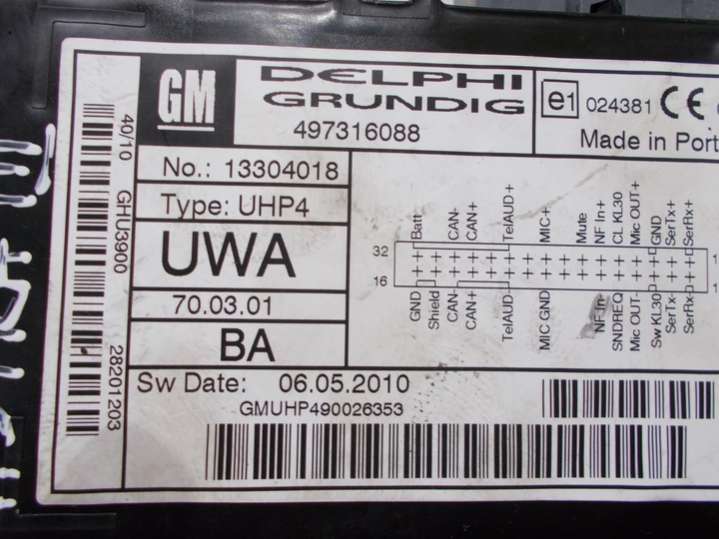 GM
DELPHI
GRUNDIG
497316088
e1 024381 CE
Made in Port
No.: 13304018
Type: UHP4
UWA
70.03.01
BA
Batt
CAN-
CAN+
TelAUD+
MIC+
Mute
NF In+
CL KL30
Mic OUT+
GND
SerTx+
SerRx+
32
16
GND
Shield
CAN-
CAN+
TelAUD-
MIC GND
NF In-
SNDREQ
Mic OUT-
Sw KL30
SerTx-
SerRx-
Sw Date: 06.05.2010
GMUHP490026353
40/10 GHU3900 28201203